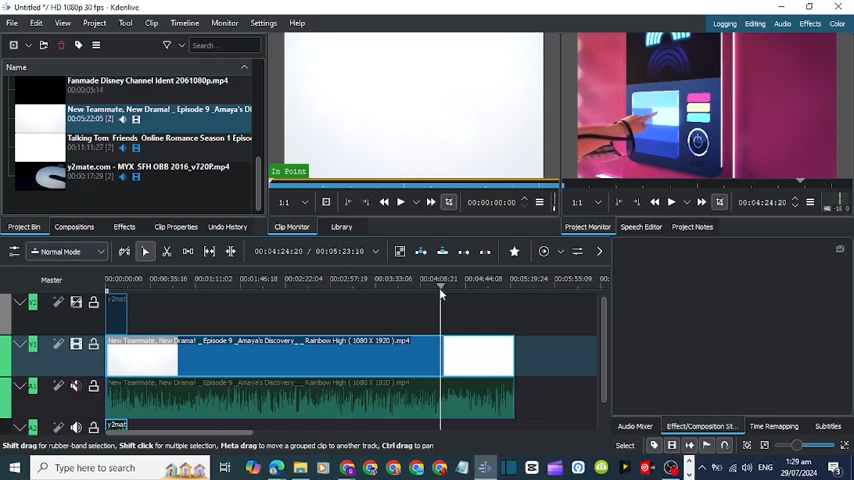 Untitled */ HD 1080p 30 fps - Kdenlive
File Edit View Project Tool Clip Timeline Monitor Settings Help
Logging Editing Audio Effects Color
Search...
Name
Fanmade Disney Channel Ident 2061080p.mp4
00:00:05:14
New Teammate, New Drama! _ Episode 9 _Amaya's Di
00:05:22:05 [2]
Talking Tom Friends Online Romance Season 1 Episo
00:11:11:27 [2]
y2mate.com - MYX SFH OBB 2016_v720P.mp4
00:00:17:29 [2]
In Point
1:1 00:00:00:00
1:1 00:04:24:20
-18 0
Project Bin Compositions Effects Clip Properties Undo History
Clip Monitor Library
Project Monitor Speech Editor Project Notes
Normal Mode 00:04:24:20 / 00:05:23:10
Master 00:00:00:00 00:00:35:16 00:01:11:02 00:01:46:18 00:02:22:04 00:02:57:19 00:03:33:06 00:04:08:21 00:04:44:08 00:05:19:24 00:05:55:09 00:0
V2 y2mat
V1 New Teammate, New Drama! _ Episode 9 _Amaya's Discovery_ _ Rainbow High ( 1080 X 1920 ).mp4
A1 New Teammate, New Drama! _ Episode 9 _Amaya's Discovery_ _ Rainbow High ( 1080 X 1920 ).mp4
A2 y2mat
Audio Mixer Effect/Composition St... Time Remapping Subtitles
Shift drag for rubber-band selection, Shift click for multiple selection, Meta drag to move a grouped clip to another track, Ctrl drag to pan
Select
Type here to search
ENG
1:29 am
29/07/2024
3